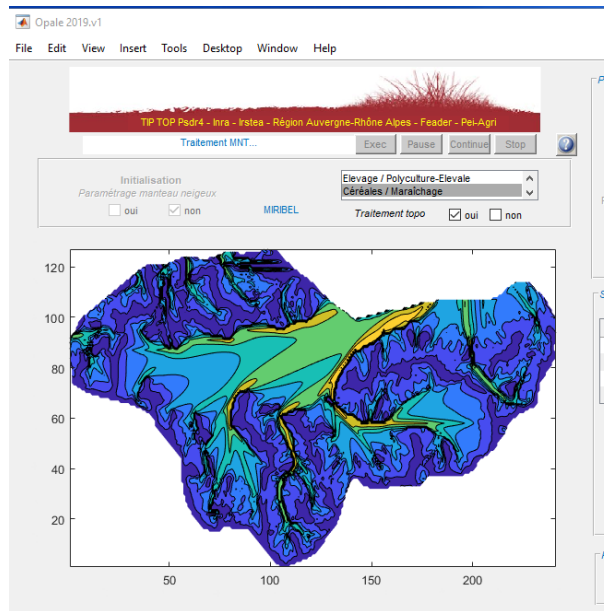 Opale 2019.v1
File Edit View Insert Tools Desktop Window Help
TIP TOP Psdr4 - Inra - Irstea - Région Auvergne-Rhône Alpes - Feader - Pei-Agri
Traitement MNT... Exec Pause Continue Stop
Initialisation
Paramétrage manteau neigeux
oui non MIRIBEL
Elevage / Polyculture-Elevale
Céréales / Maraîchage
Traitement topo oui non
120
100
80
60
40
20
50 100 150 200